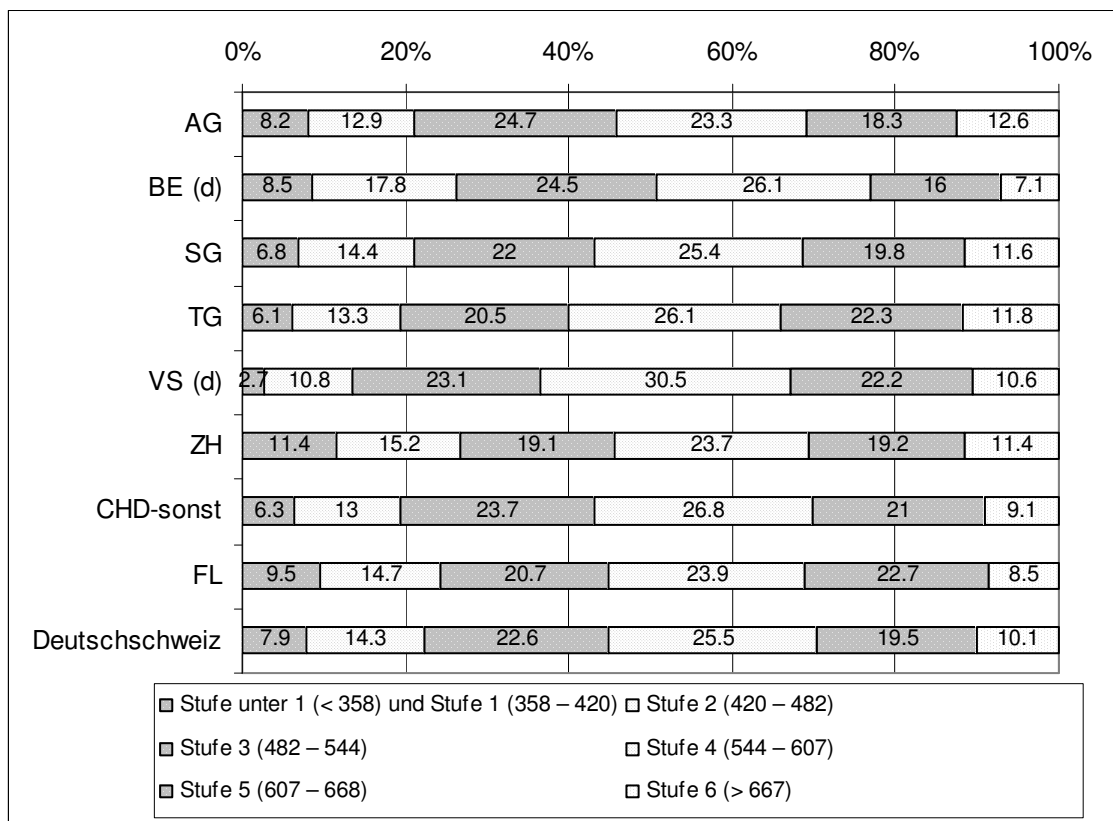 0% 20% 40% 60% 80% 100%
AG 8.2 12.9 24.7 23.3 18.3 12.6
BE (d) 8.5 17.8 24.5 26.1 16 7.1
SG 6.8 14.4 22 25.4 19.8 11.6
TG 6.1 13.3 20.5 26.1 22.3 11.8
VS (d) 2.7 10.8 23.1 30.5 22.2 10.6
ZH 11.4 15.2 19.1 23.7 19.2 11.4
CHD-sonst 6.3 13 23.7 26.8 21 9.1
FL 9.5 14.7 20.7 23.9 22.7 8.5
Deutschschweiz 7.9 14.3 22.6 25.5 19.5 10.1
Stufe unter 1 (< 358) und Stufe 1 (358 – 420) Stufe 2 (420 – 482)
Stufe 3 (482 – 544) Stufe 4 (544 – 607)
Stufe 5 (607 – 668) Stufe 6 (> 667)